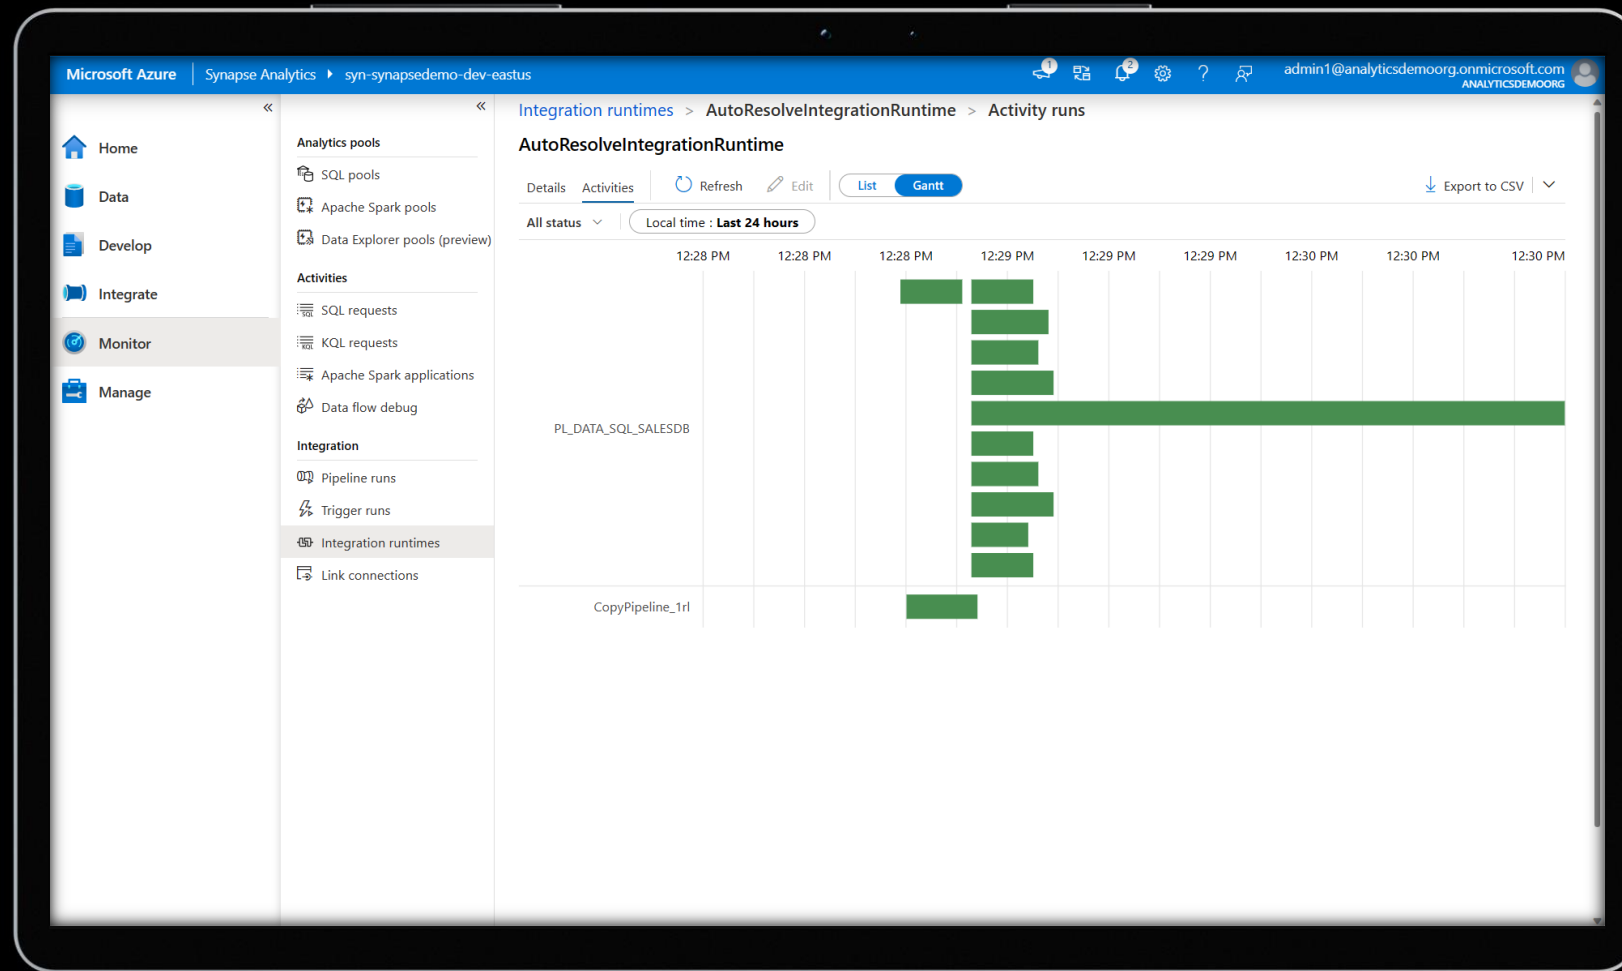 Microsoft Azure
Synapse Analytics
syn-synapsedemo-dev-eastus
1
2
?
admin1@analyticsdemoorg.onmicrosoft.com
ANALYTICSDEMOORG
«
Home
Data
Develop
Integrate
Monitor
Manage
«
Analytics pools
SQL pools
Apache Spark pools
Data Explorer pools (preview)
Activities
SQL requests
KQL requests
Apache Spark applications
Data flow debug
Integration
Pipeline runs
Trigger runs
Integration runtimes
Link connections
Integration runtimes > AutoResolveIntegrationRuntime > Activity runs
AutoResolveIntegrationRuntime
Details Activities Refresh Edit List Gantt Export to CSV
All status Local time : Last 24 hours
12:28 PM 12:28 PM 12:28 PM 12:29 PM 12:29 PM 12:29 PM 12:30 PM 12:30 PM 12:30 PM
PL_DATA_SQL_SALESDB
CopyPipeline_1rl